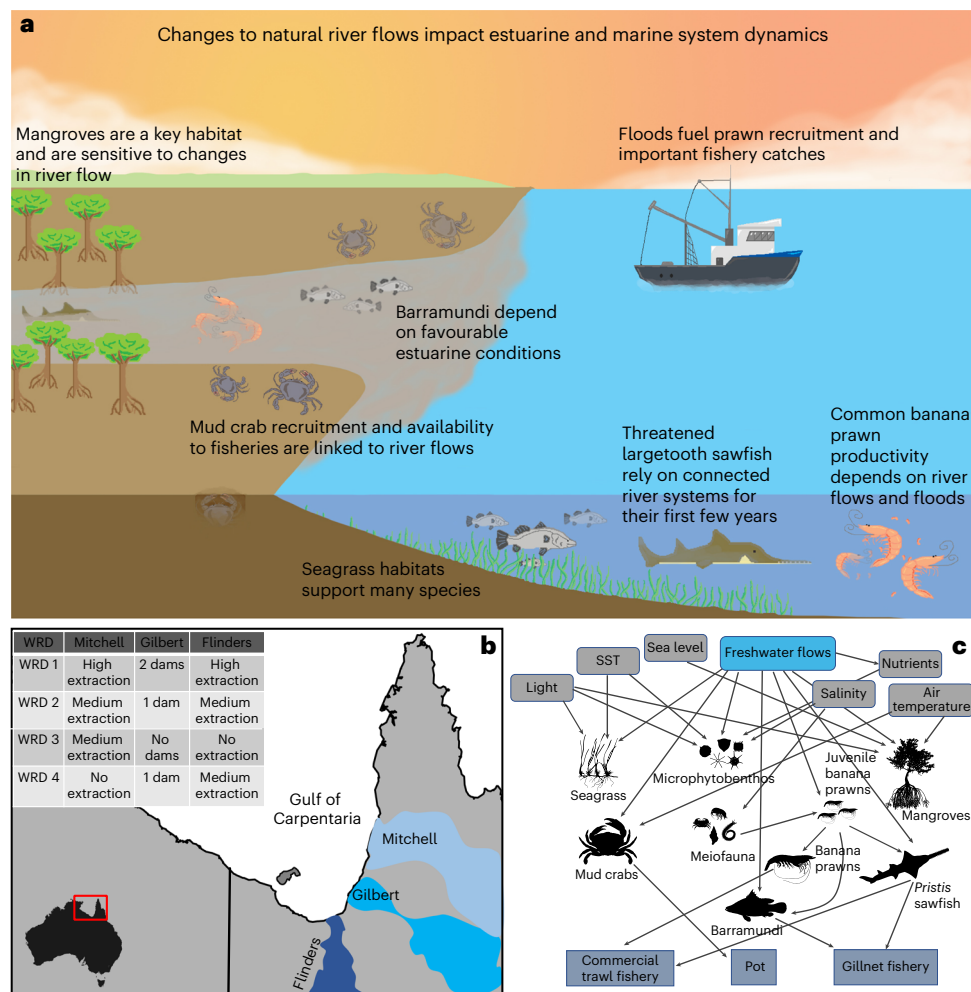 a
Changes to natural river flows impact estuarine and marine system dynamics
Mangroves are a key habitat
and are sensitive to changes
in river flow
Floods fuel prawn recruitment and
important fishery catches
Barramundi depend
on favourable
estuarine conditions
Mud crab recruitment and availability
to fisheries are linked to river flows
Threatened
largetooth sawfish
rely on connected
river systems for
their first few years
Common banana
prawn
productivity
depends on river
flows and floods
Seagrass habitats
support many species
b
WRD Mitchell Gilbert Flinders
WRD 1 High extraction 2 dams High extraction
WRD 2 Medium extraction 1 dam Medium extraction
WRD 3 Medium extraction No dams No extraction
WRD 4 No extraction 1 dam Medium extraction
Gulf of
Carpentaria
Mitchell
Gilbert
Flinders
c
Sea level
Freshwater flows
SST
Nutrients
Light
Salinity
Air
temperature
Seagrass
Microphytobenthos
Juvenile
banana
prawns
Mangroves
Mud crabs
Meiofauna
Banana
prawns
Pristis
sawfish
Barramundi
Commercial
trawl fishery
Pot
Gillnet fishery